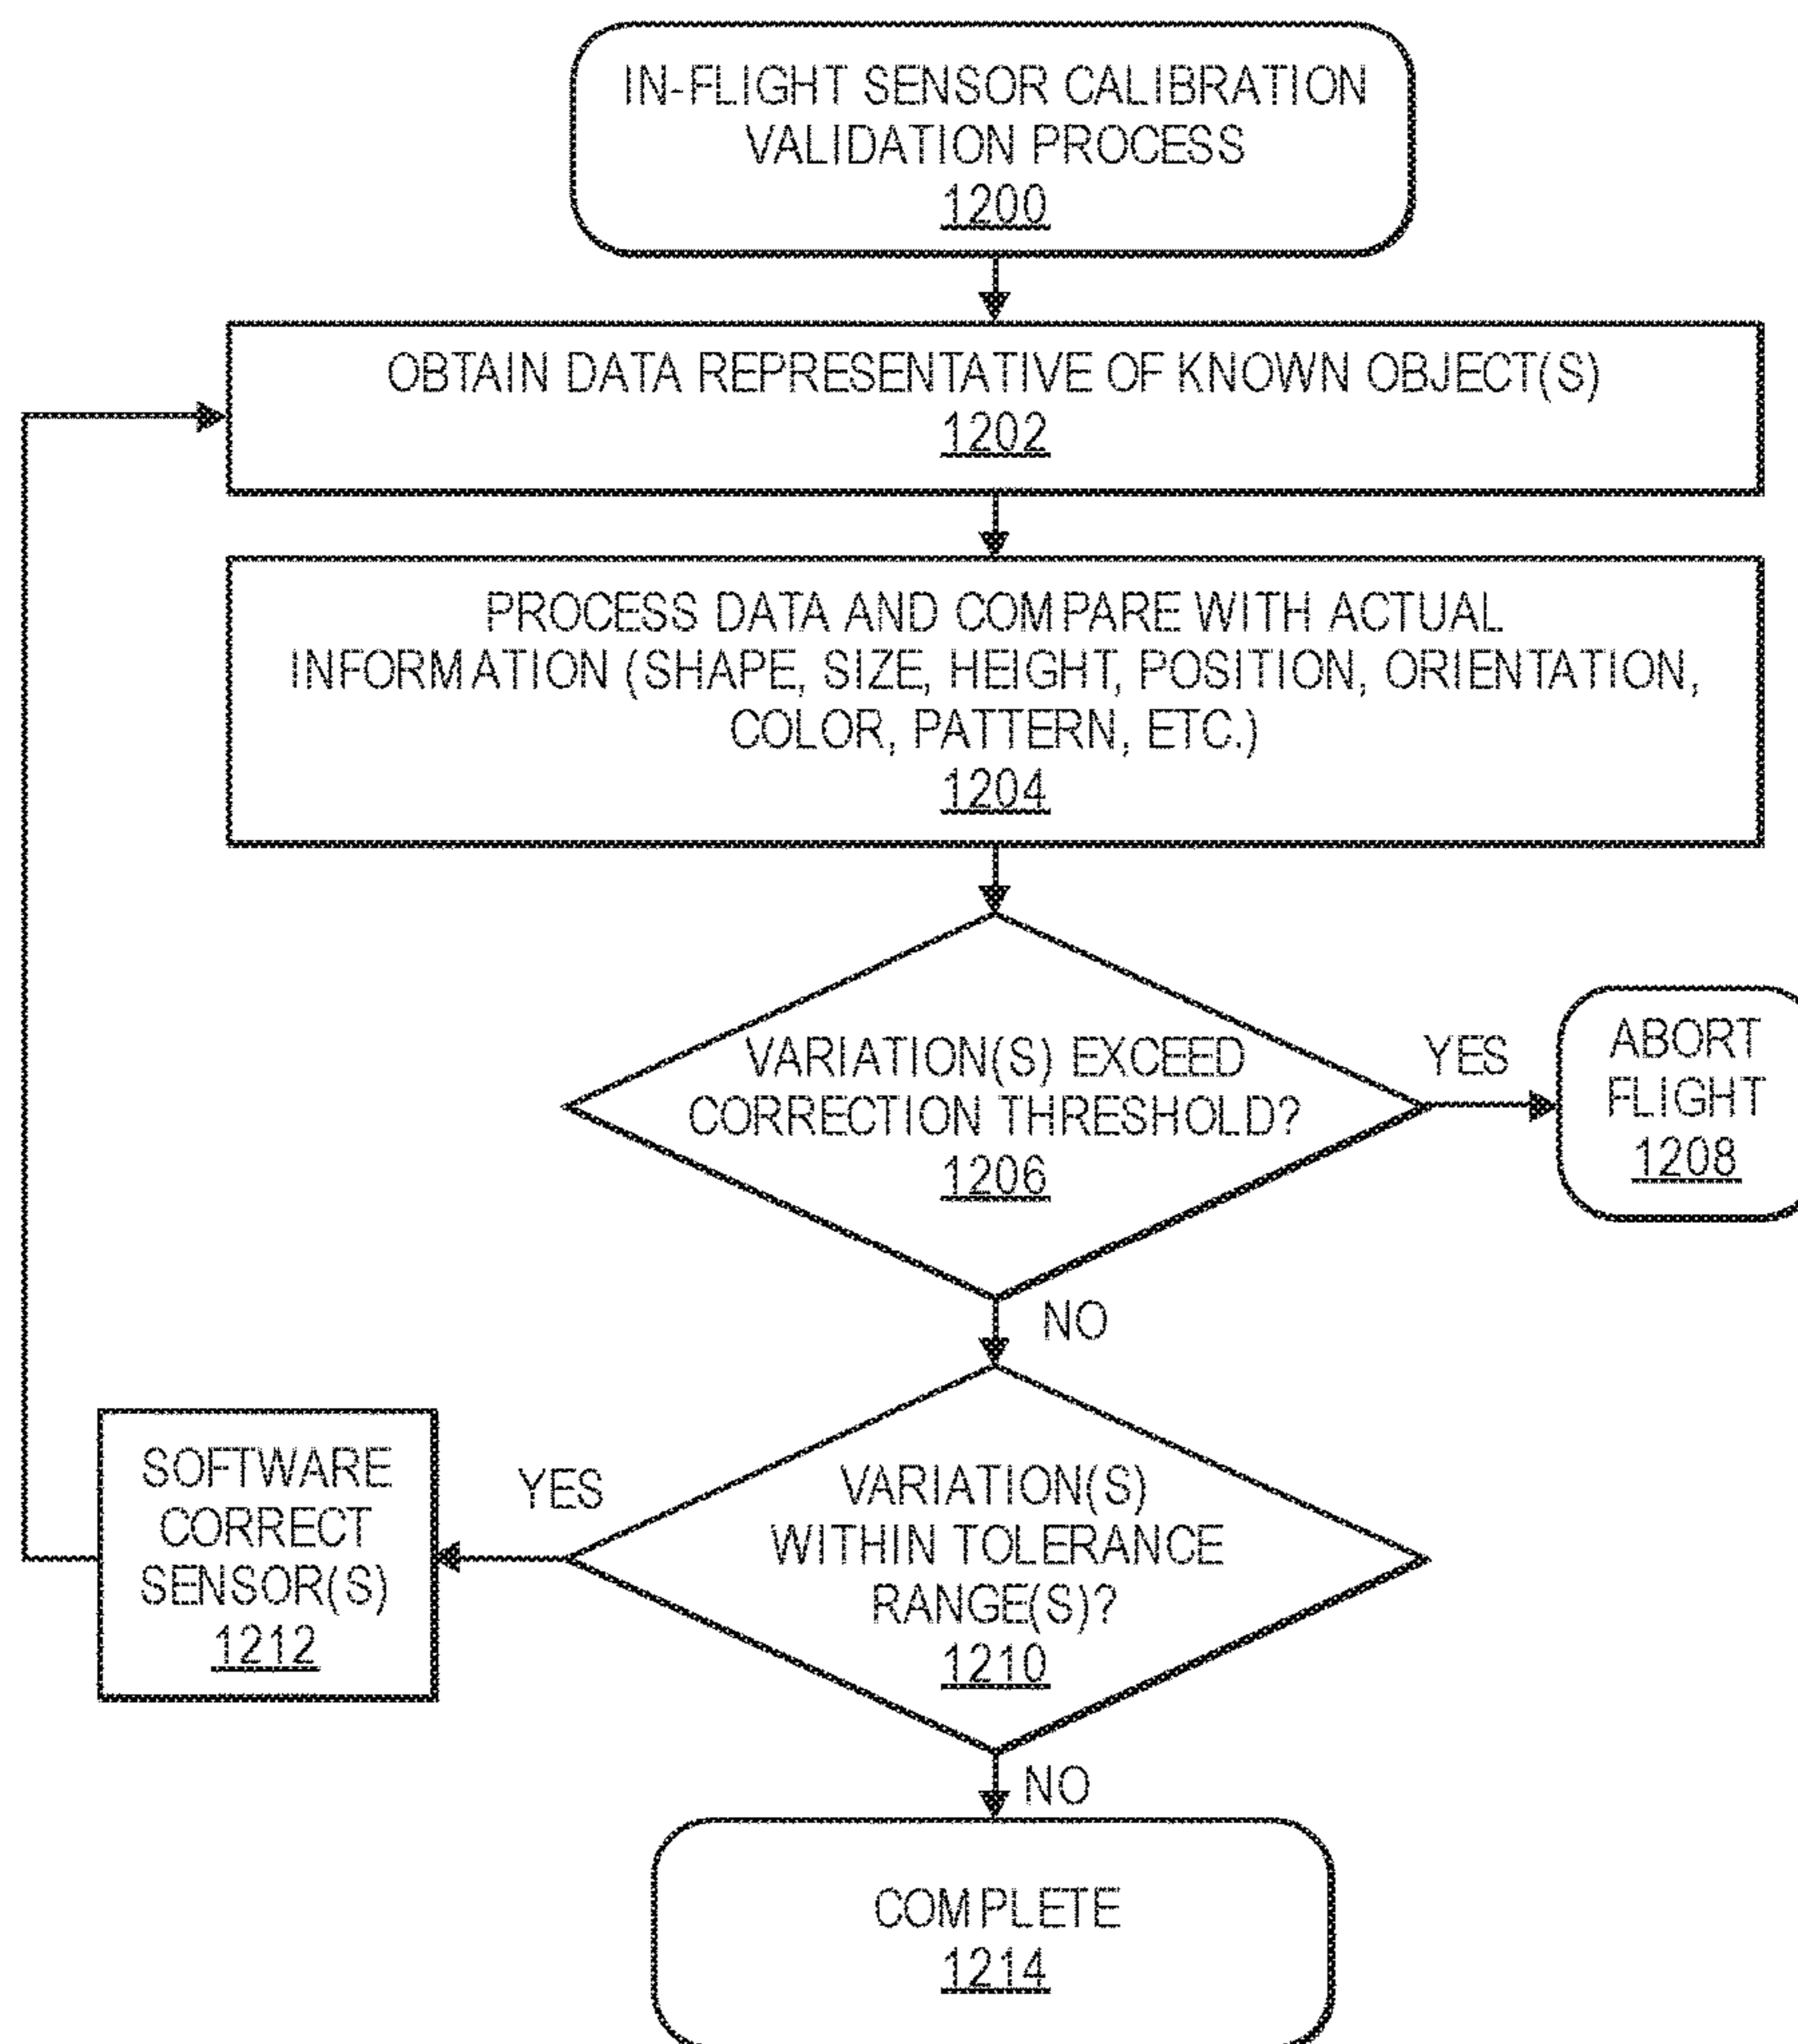 IN-FLIGHT SENSOR CALIBRATION
VALIDATION PROCESS
1200
OBTAIN DATA REPRESENTATIVE OF KNOWN OBJECT(S)
1202
PROCESS DATA AND COMPARE WITH ACTUAL
INFORMATION (SHAPE, SIZE, HEIGHT, POSITION, ORIENTATION,
COLOR, PATTERN, ETC.)
1204
VARIATION(S) EXCEED
CORRECTION THRESHOLD?
1206
YES
ABORT
FLIGHT
1208
NO
VARIATION(S)
WITHIN TOLERANCE
RANGE(S)?
1210
YES
SOFTWARE
CORRECT
SENSOR(S)
1212
NO
COMPLETE
1214